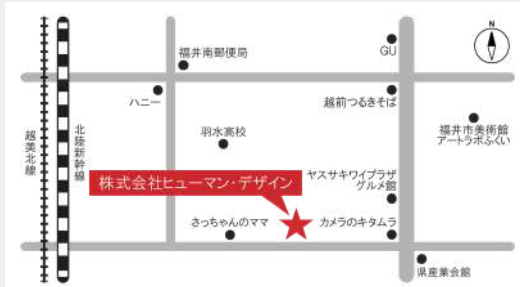 N
福井南郵便局
GU
ハニー
越前つるきそば
羽水高校
福井市美術館
アートラボふくい
越美北線
北陸新幹線
株式会社ヒューマン・デザイン
ヤスサキワイプラザ
グルメ館
さっちゃんのママ
カメラのキタムラ
県産業会館